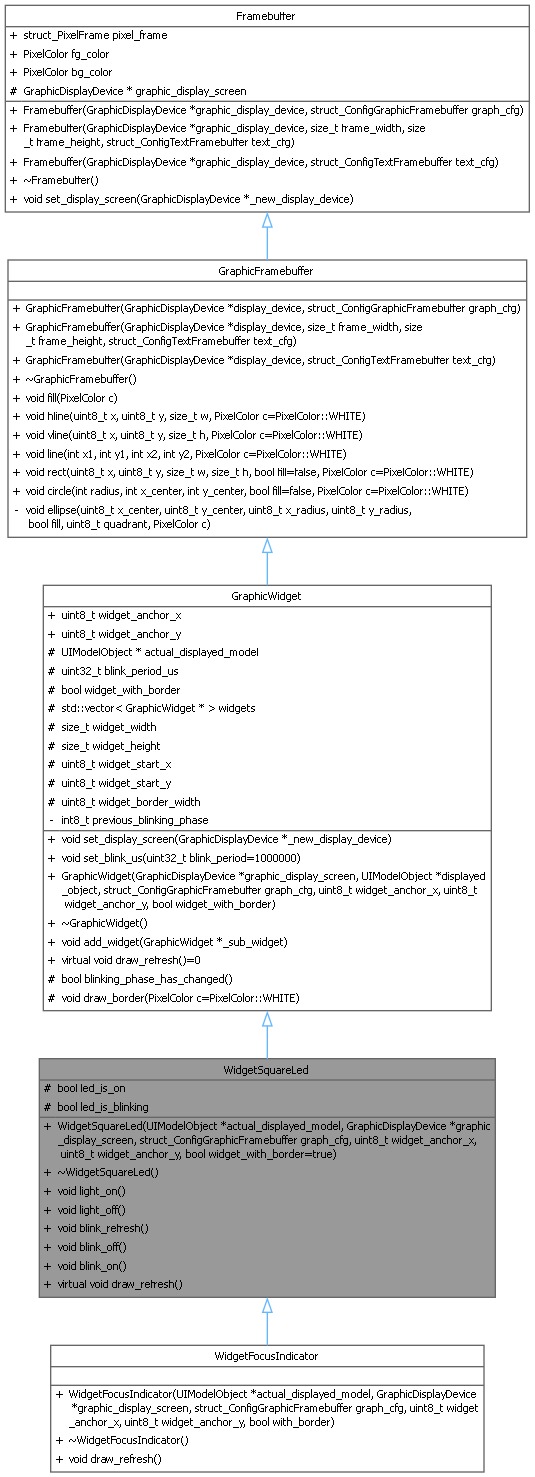 Framebuffer
+ struct_PixelFrame pixel_frame
+ PixelColor fg_color
+ PixelColor bg_color
# GraphicDisplayDevice * graphic_display_screen
+ Framebuffer(GraphicDisplayDevice *graphic_display_device, struct_ConfigGraphicFramebuffer graph_cfg)
+ Framebuffer(GraphicDisplayDevice *graphic_display_device, size_t frame_width, size
_t frame_height, struct_ConfigTextFramebuffer text_cfg)
+ Framebuffer(GraphicDisplayDevice *graphic_display_device, struct_ConfigTextFramebuffer text_cfg)
+ ~Framebuffer()
+ void set_display_screen(GraphicDisplayDevice *_new_display_device)
GraphicFramebuffer
+ GraphicFramebuffer(GraphicDisplayDevice *display_device, struct_ConfigGraphicFramebuffer graph_cfg)
+ GraphicFramebuffer(GraphicDisplayDevice *display_device, size_t frame_width, size
_t frame_height, struct_ConfigTextFramebuffer text_cfg)
+ GraphicFramebuffer(GraphicDisplayDevice *display_device, struct_ConfigTextFramebuffer text_cfg)
+ ~GraphicFramebuffer()
+ void fill(PixelColor c)
+ void hline(uint8_t x, uint8_t y, size_t w, PixelColor c=PixelColor::WHITE)
+ void vline(uint8_t x, uint8_t y, size_t h, PixelColor c=PixelColor::WHITE)
+ void line(int x1, int y1, int x2, int y2, PixelColor c=PixelColor::WHITE)
+ void rect(uint8_t x, uint8_t y, size_t w, size_t h, bool fill=false, PixelColor c=PixelColor::WHITE)
+ void circle(int radius, int x_center, int y_center, bool fill=false, PixelColor c=PixelColor::WHITE)
- void ellipse(uint8_t x_center, uint8_t y_center, uint8_t x_radius, uint8_t y_radius,
bool fill, uint8_t quadrant, PixelColor c)
GraphicWidget
+ uint8_t widget_anchor_x
+ uint8_t widget_anchor_y
# UIModelObject * actual_displayed_model
# uint32_t blink_period_us
# bool widget_with_border
# std::vector< GraphicWidget * > widgets
# size_t widget_width
# size_t widget_height
# uint8_t widget_start_x
# uint8_t widget_start_y
# uint8_t widget_border_width
- int8_t previous_blinking_phase
+ void set_display_screen(GraphicDisplayDevice *_new_display_device)
+ void set_blink_us(uint32_t blink_period=1000000)
+ GraphicWidget(GraphicDisplayDevice *graphic_display_screen, UIModelObject *displayed
_object, struct_ConfigGraphicFramebuffer graph_cfg, uint8_t widget_anchor_x, uint8_t
widget_anchor_y, bool widget_with_border)
+ ~GraphicWidget()
+ void add_widget(GraphicWidget *_sub_widget)
+ virtual void draw_refresh()=0
# bool blinking_phase_has_changed()
# void draw_border(PixelColor c=PixelColor::WHITE)
WidgetSquareLed
# bool led_is_on
# bool led_is_blinking
+ WidgetSquareLed(UIModelObject *actual_displayed_model, GraphicDisplayDevice *graphic
_display_screen, struct_ConfigGraphicFramebuffer graph_cfg, uint8_t widget_anchor_x,
uint8_t widget_anchor_y, bool widget_with_border=true)
+ ~WidgetSquareLed()
+ void light_on()
+ void light_off()
+ void blink_refresh()
+ void blink_off()
+ void blink_on()
+ virtual void draw_refresh()
WidgetFocusIndicator
+ WidgetFocusIndicator(UIModelObject *actual_displayed_model, GraphicDisplayDevice
*graphic_display_screen, struct_ConfigGraphicFramebuffer graph_cfg, uint8_t widget
_anchor_x, uint8_t widget_anchor_y, bool with_border)
+ ~WidgetFocusIndicator()
+ void draw_refresh()